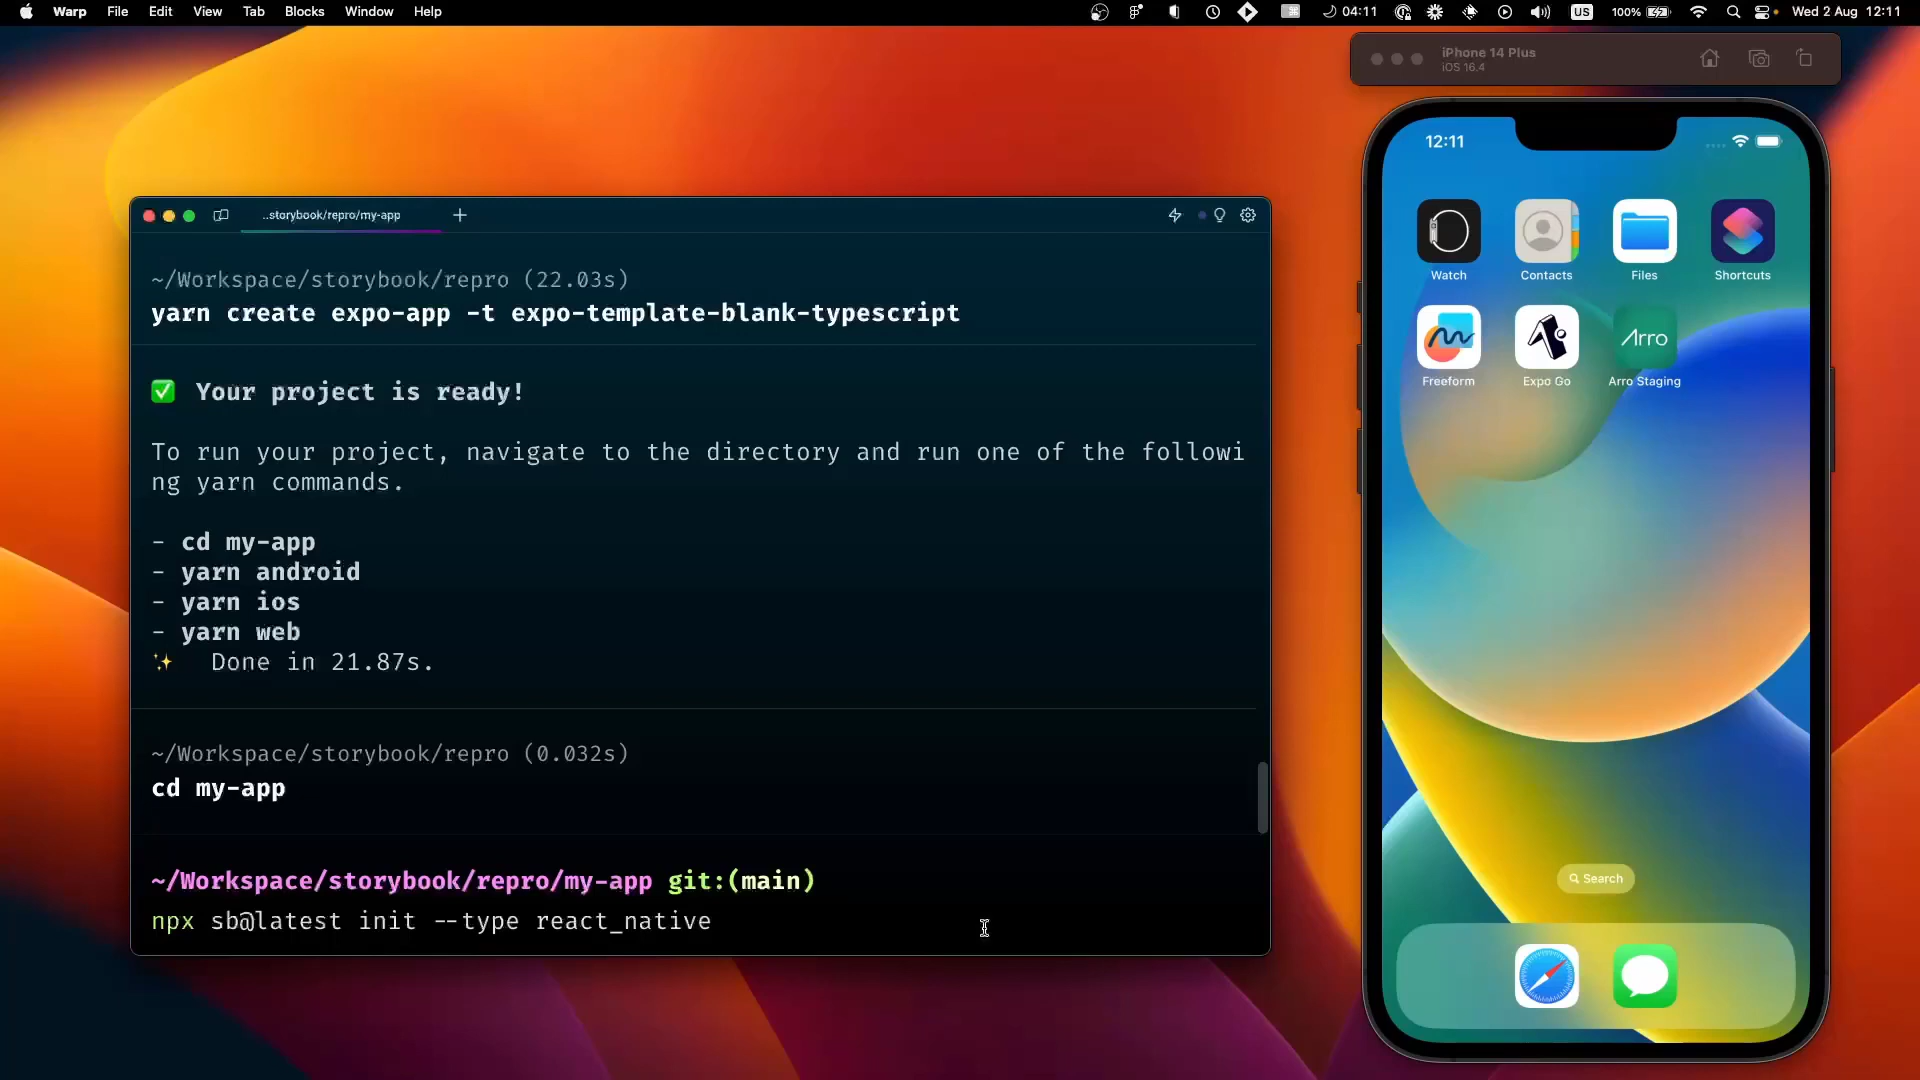 Warp File Edit View Tab Blocks Window Help 04:11 US 100% Wed 2 Aug 12:11
iPhone 14 Plus
iOS 16.4
12:11
Watch Contacts Files Shortcuts
Arro
Freeform Expo Go Arro Staging
Search
..storybook/repro/my-app
~/Workspace/storybook/repro (22.03s)
yarn create expo-app -t expo-template-blank-typescript
✅ Your project is ready!
To run your project, navigate to the directory and run one of the followi
ng yarn commands.
- cd my-app
- yarn android
- yarn ios
- yarn web
✨ Done in 21.87s.
~/Workspace/storybook/repro (0.032s)
cd my-app
~/Workspace/storybook/repro/my-app git:(main)
npx sb@latest init --type react_native